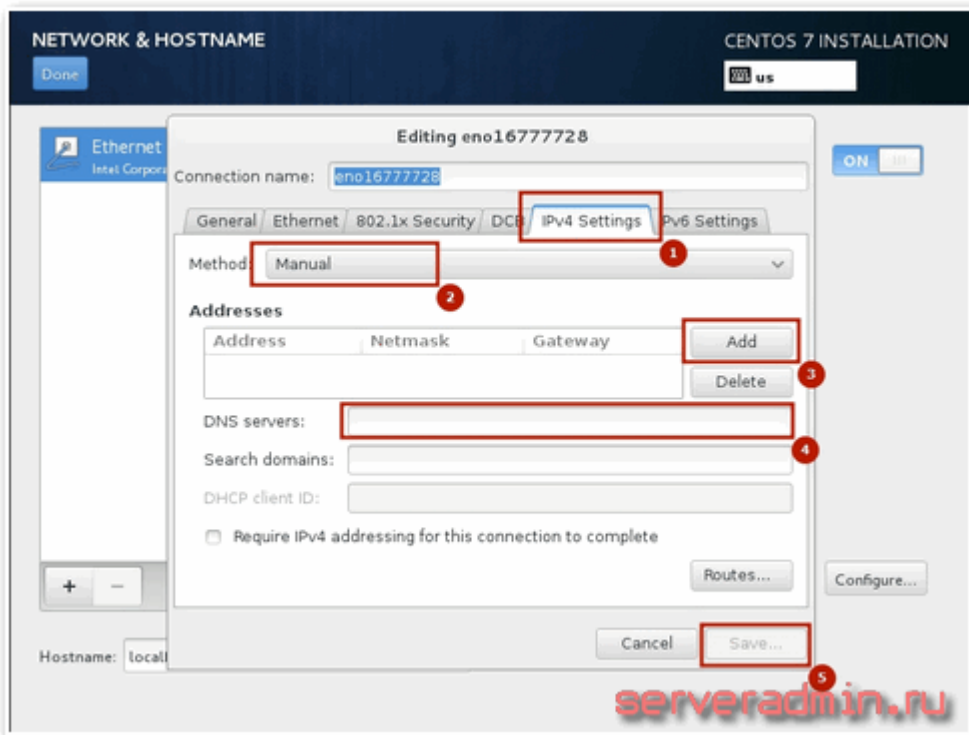 NETWORK & HOSTNAME
CENTOS 7 INSTALLATION
Done
us
Editing eno16777728
Ethernet
Intel Corpora
ON
Connection name: eno16777728
General Ethernet 802.1x Security DCB IPv4 Settings Pv6 Settings
1
Method: Manual
2
Addresses
Address Netmask Gateway Add
3
Delete
DNS servers:
4
Search domains:
DHCP client ID:
Require IPv4 addressing for this connection to complete
Routes...
+ −
Configure...
Cancel Save...
Hostname: locall
5
serveradmin.ru